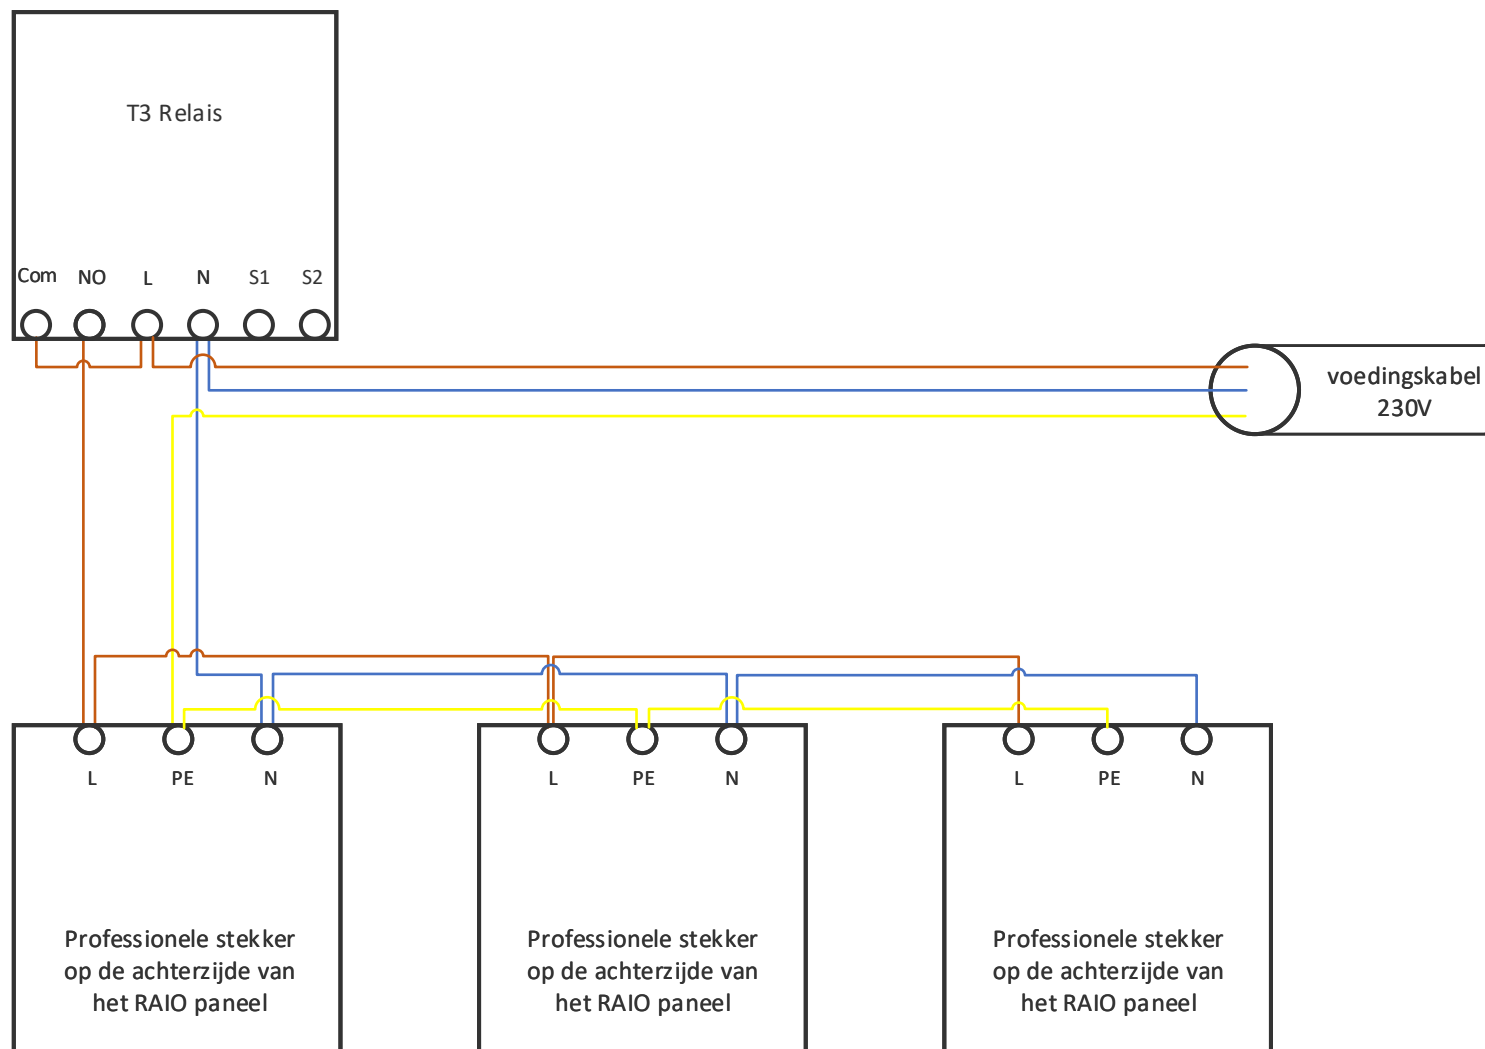 T3 Relais
Com NO L N S1 S2
voedingskabel
230V
L PE N
L PE N
L PE N
Professionele stekker
op de achterzijde van
het RAIO paneel
Professionele stekker
op de achterzijde van
het RAIO paneel
Professionele stekker
op de achterzijde van
het RAIO paneel